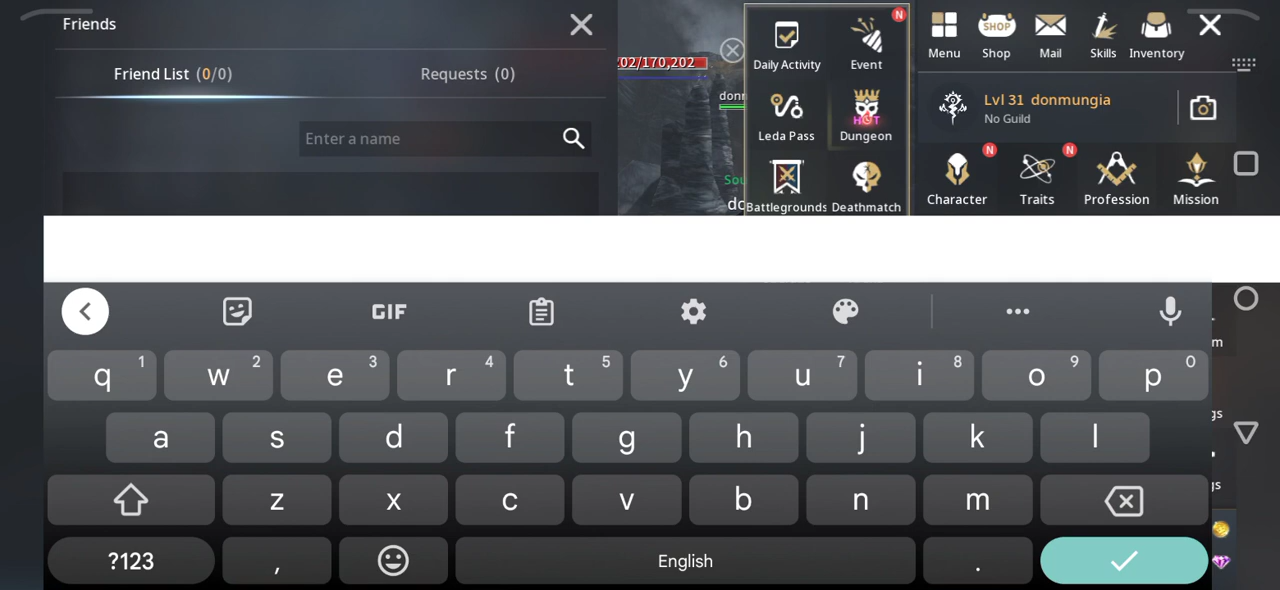 Friends
Friend List (0/0)
Requests (0)
Enter a name
02/170,202
Daily Activity
N
Event
Leda Pass
HOT
Dungeon
Battlegrounds
Deathmatch
SHOP
Menu
Shop
Mail
Skills
Inventory
Lvl 31 donmungia
No Guild
N
Character
N
Traits
Profession
Mission
GIF
q 1 w 2 e 3 r 4 t 5 y 6 u 7 i 8 o 9 p 0
a s d f g h j k l
z x c v b n m
?123 , English .